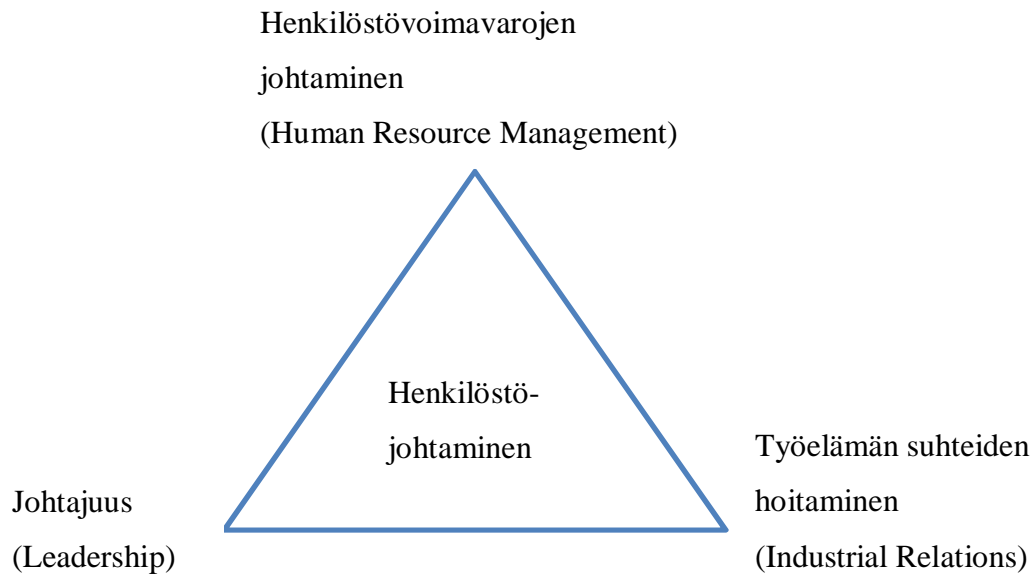 Henkilöstövoimavarojen
johtaminen
(Human Resource Management)
Henkilöstö-
johtaminen
Johtajuus
(Leadership)
Työelämän suhteiden
hoitaminen
(Industrial Relations)